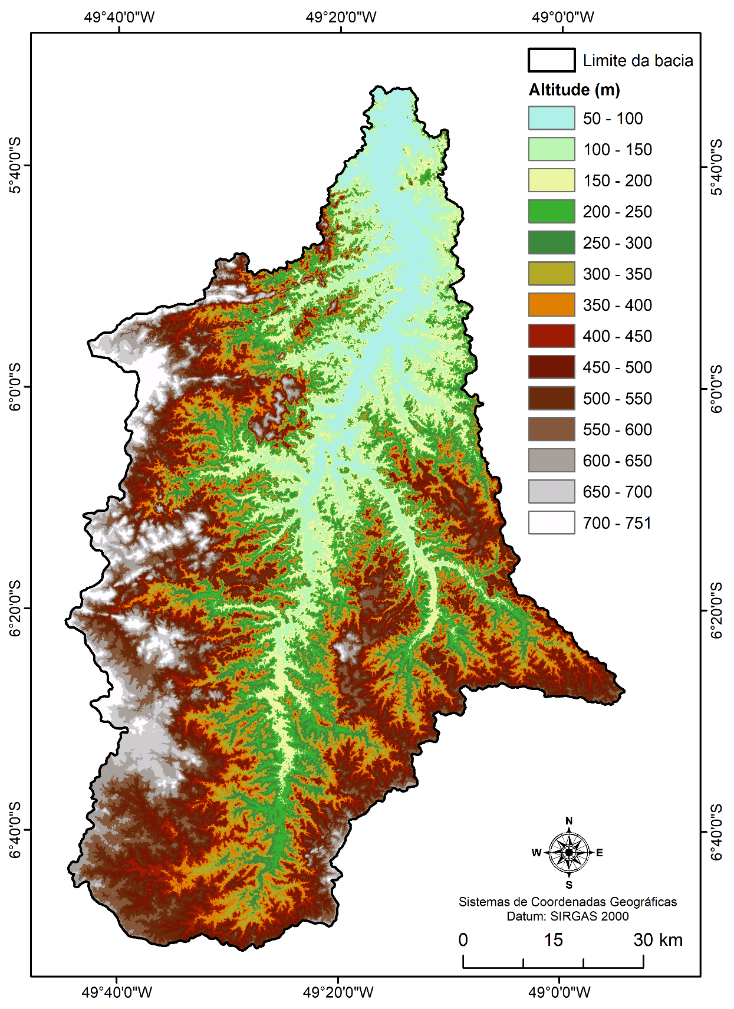 49°40'0"W 49°20'0"W 49°0'0"W
Limite da bacia
Altitude (m)
50 - 100
100 - 150
150 - 200
200 - 250
250 - 300
300 - 350
350 - 400
400 - 450
450 - 500
500 - 550
550 - 600
600 - 650
650 - 700
700 - 751
5°40'0"S 5°40'0"S
6°0'0"S 6°0'0"S
6°20'0"S 6°20'0"S
6°40'0"S 6°40'0"S
N
W E
S
Sistemas de Coordenadas Geográficas
Datum: SIRGAS 2000
0 15 30 km
49°40'0"W 49°20'0"W 49°0'0"W